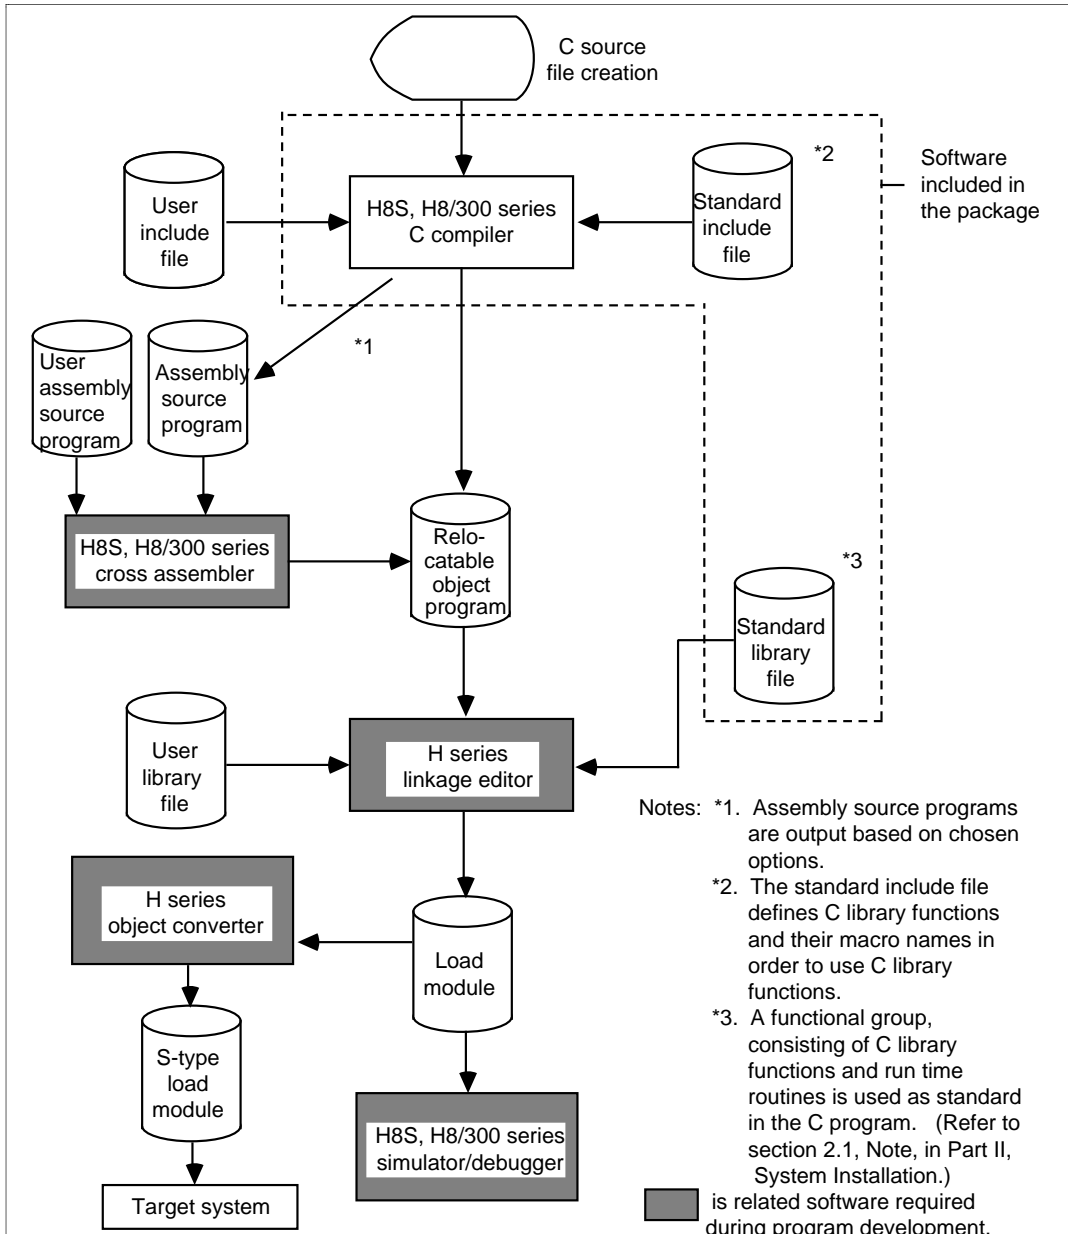 C source
file creation
*2
Software
included in
the package
User
include
file
H8S, H8/300 series
C compiler
Standard
include
file
*1
User
assembly
source
program
Assembly
source
program
H8S, H8/300 series
cross assembler
Relo-
catable
object
program
*3
Standard
library
file
User
library
file
H series
linkage editor
Notes: *1. Assembly source programs
are output based on chosen
options.
*2. The standard include file
defines C library functions
and their macro names in
order to use C library
functions.
*3. A functional group,
consisting of C library
functions and run time
routines is used as standard
in the C program. (Refer to
section 2.1, Note, in Part II,
System Installation.)
is related software required
during program development.
H series
object converter
Load
module
S-type
load
module
H8S, H8/300 series
simulator/debugger
Target system